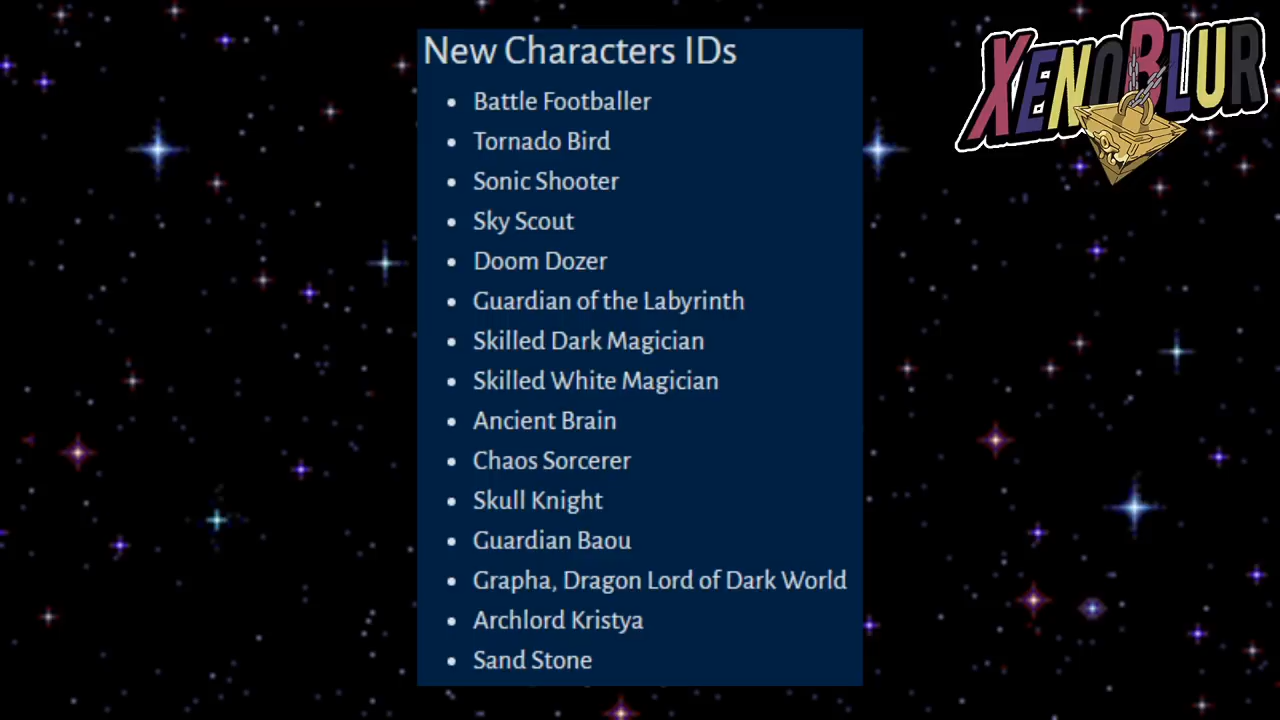 New Characters IDs
XENOBLUR
Battle Footballer
Tornado Bird
Sonic Shooter
Sky Scout
Doom Dozer
Guardian of the Labyrinth
Skilled Dark Magician
Skilled White Magician
Ancient Brain
Chaos Sorcerer
Skull Knight
Guardian Baou
Grapha, Dragon Lord of Dark World
Archlord Kristya
Sand Stone